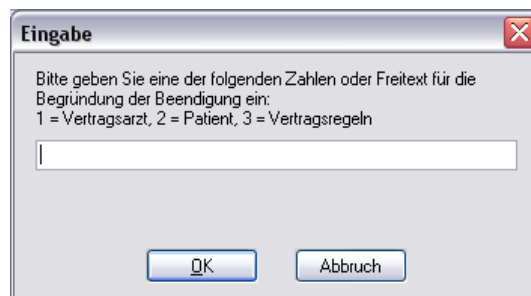 Eingabe
Bitte geben Sie eine der folgenden Zahlen oder Freitext für die
Begründung der Beendigung ein:
1 = Vertragsarzt, 2 = Patient, 3 = Vertragsregeln
OK
Abbruch